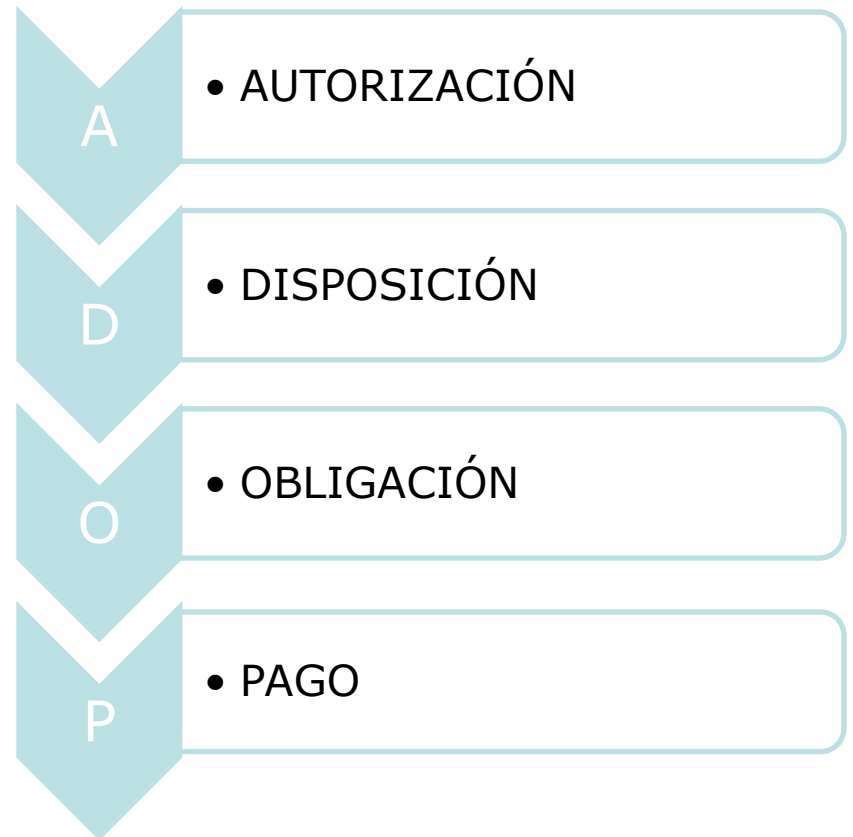 A
• AUTORIZACIÓN
D
• DISPOSICIÓN
O
• OBLIGACIÓN
P
• PAGO